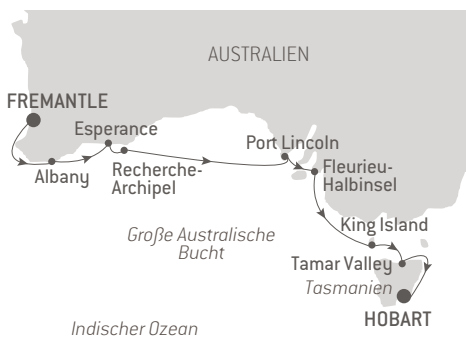 AUSTRALIEN
FREMANTLE
Esperance
Albany
Recherche-
Archipel
Port Lincoln
Fleurieu-
Halbinsel
Große Australische
Bucht
King Island
Tamar Valley
Tasmanien
HOBART
Indischer Ozean